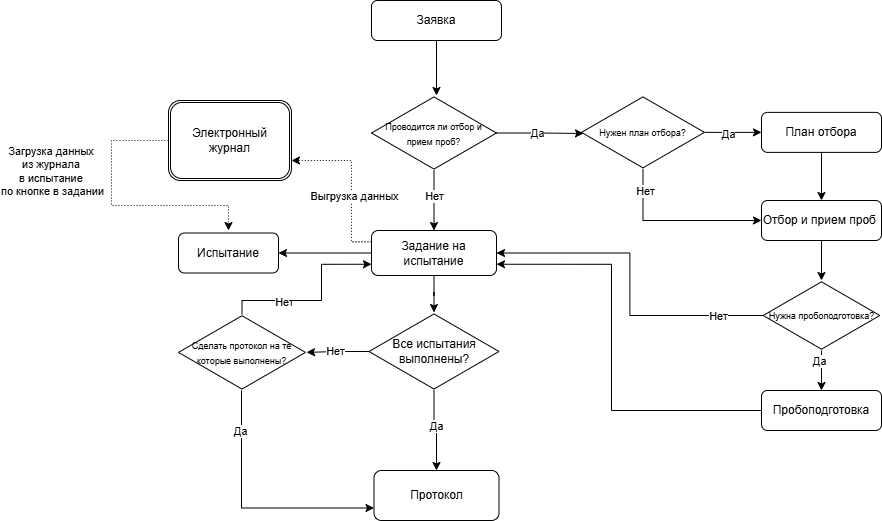 Заявка
Проводится ли отбор и
прием проб?
Да
Нужен план отбора?
Да
План отбора
Электронный
журнал
Загрузка данных
из журнала
в испытание
по кнопке в задании
Выгрузка данных
Нет
Нет
Отбор и прием проб
Испытание
Задание на
испытание
Нет
Нет
Нужна пробоподготовка?
Сделать протокол на те
которые выполнены?
Нет
Все испытания
выполнены?
Да
Пробоподготовка
Да
Да
Протокол